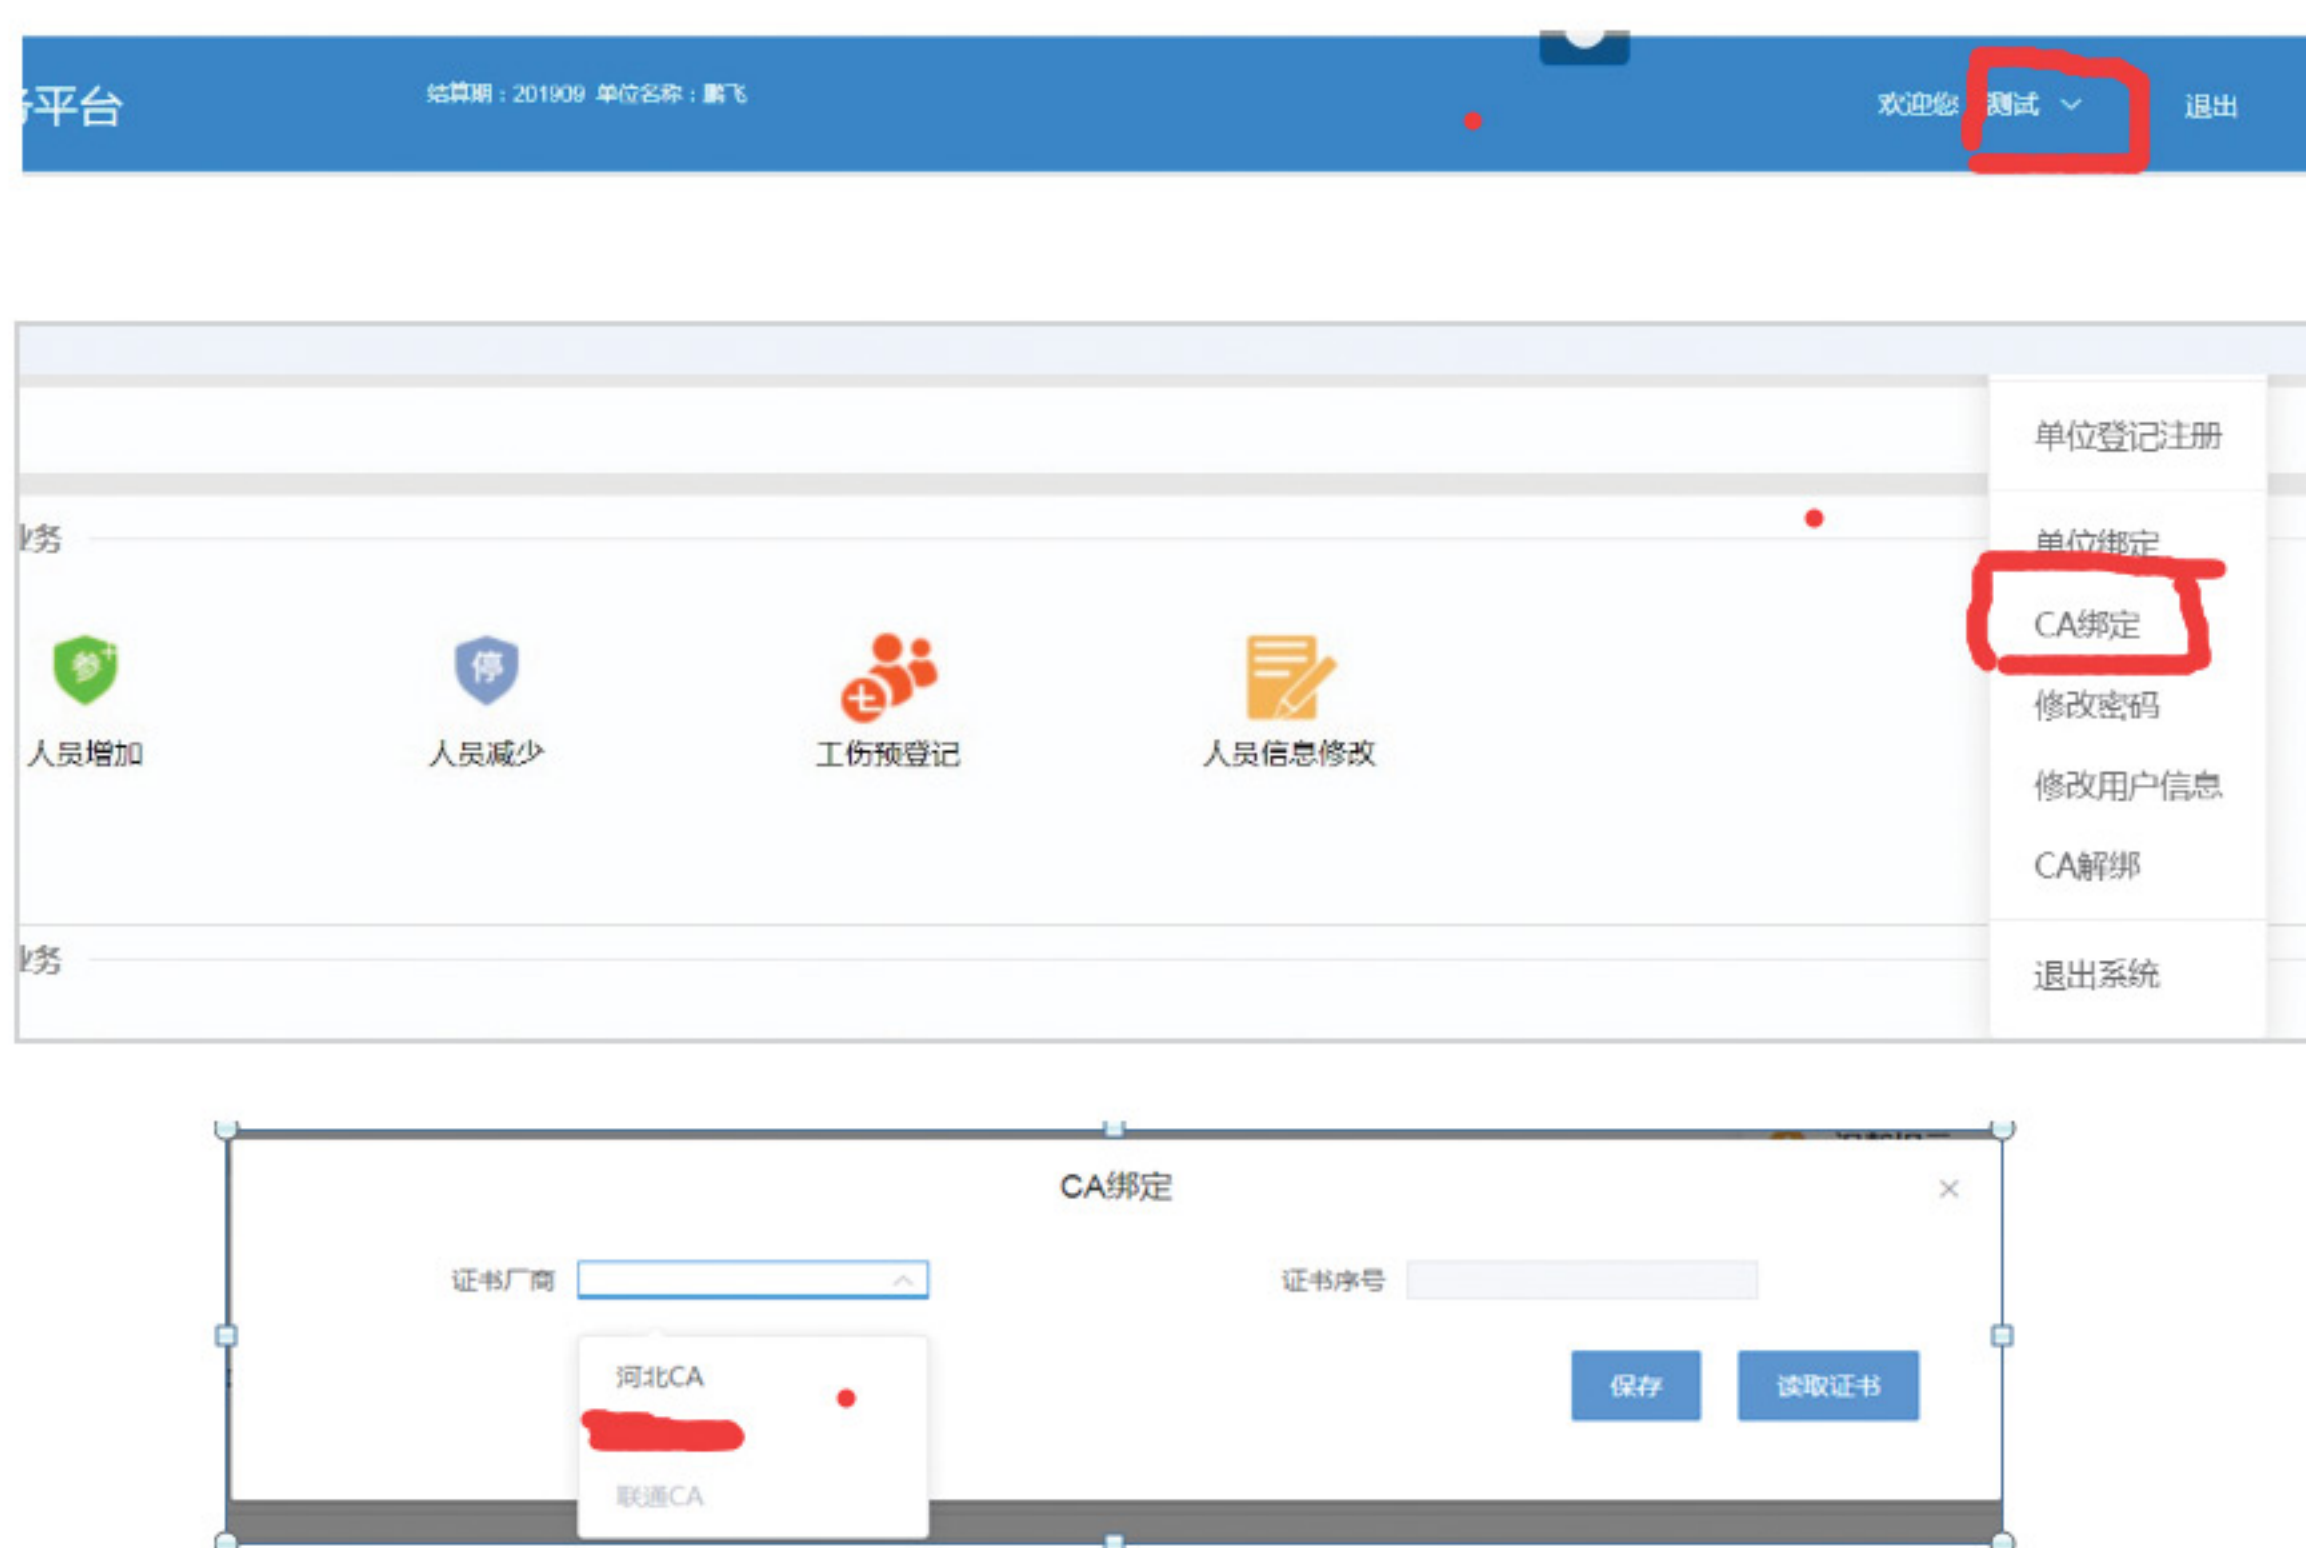 平台
结算期：201909 单位名称：鹏飞
欢迎您 测试
退出
单位登记注册
业务
单位绑定
CA绑定
参
停
人员增加
人员减少
工伤预登记
人员信息修改
修改密码
修改用户信息
CA解绑
业务
退出系统
CA绑定
证书厂商
证书序号
河北CA
保存
读取证书
联通CA